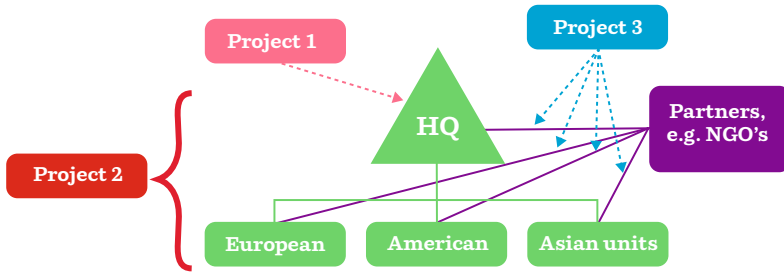 Project 1
Project 3
HQ
Partners,
e.g. NGO's
Project 2
European
American
Asian units